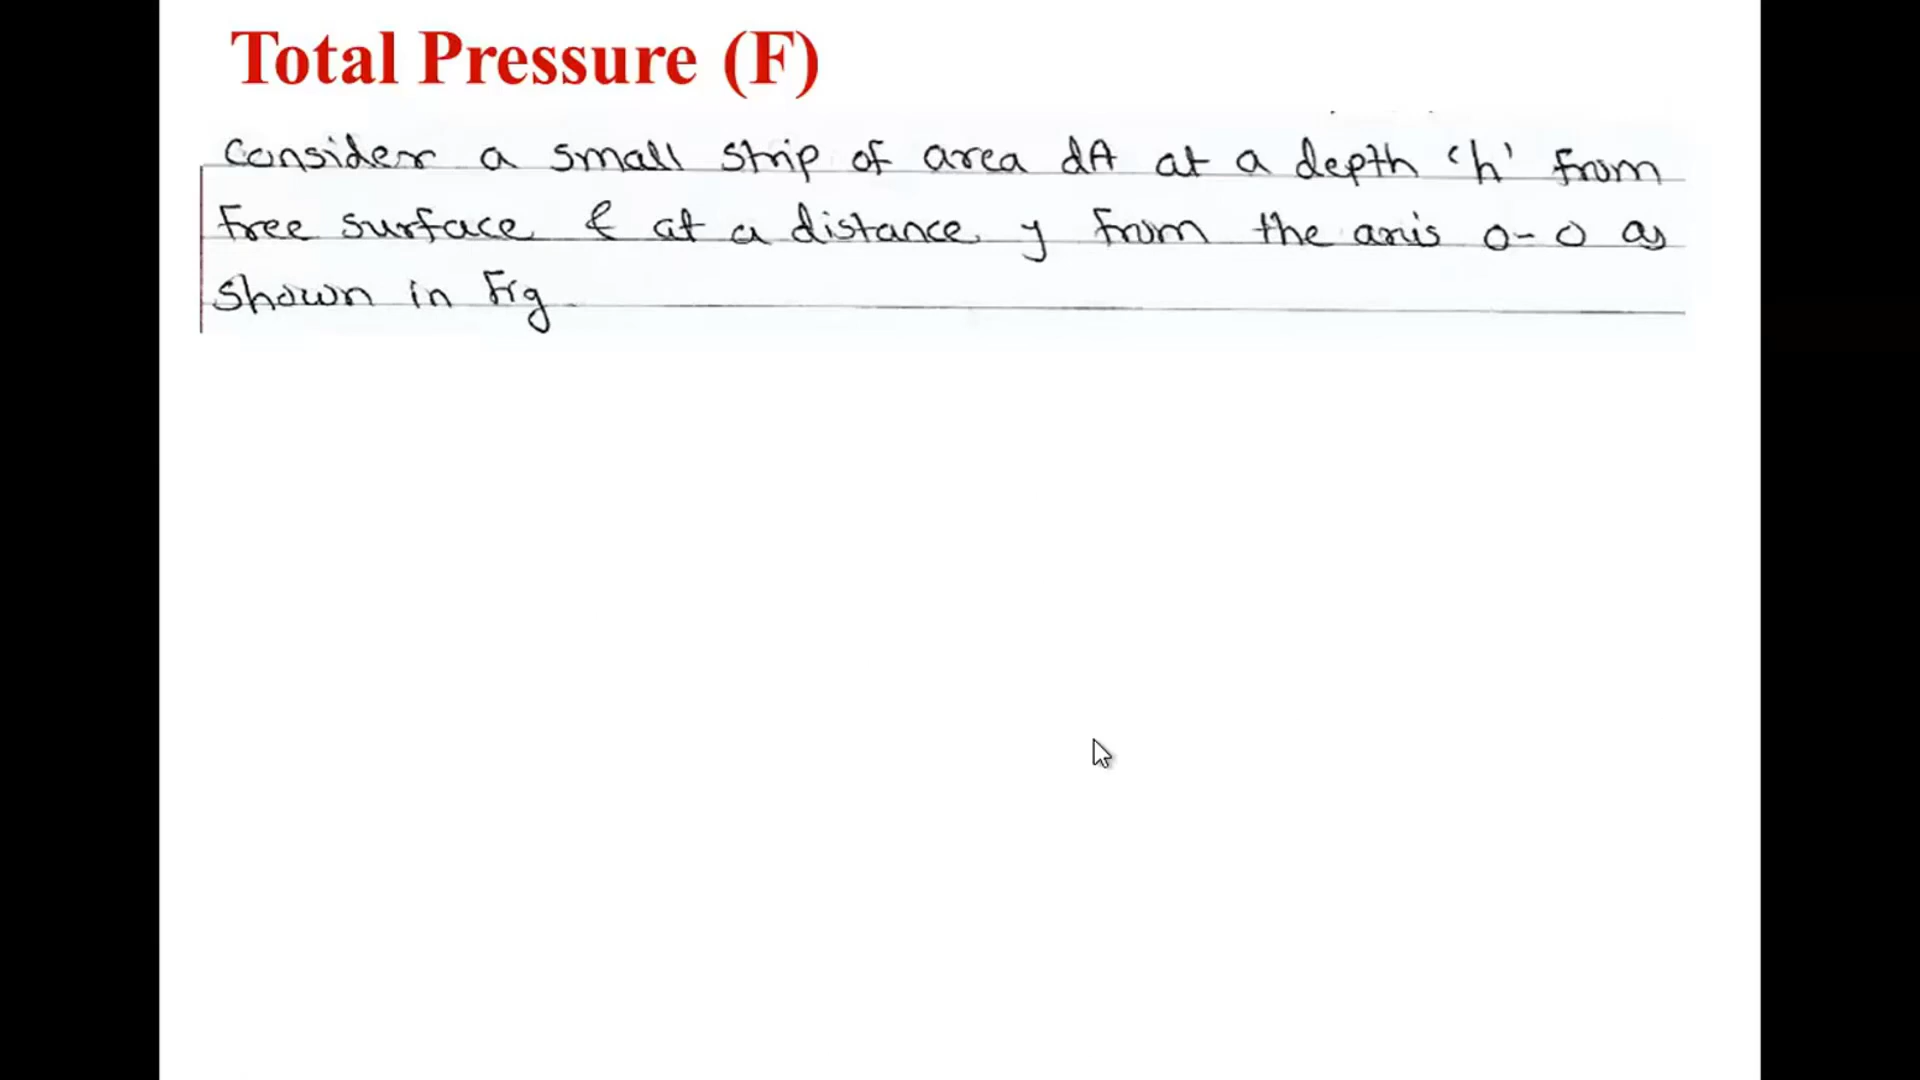 Total Pressure (F)
Consider a small strip of area dA at a depth 'h' from
Free surface & at a distance y from the axis O-O as
shown in Fig